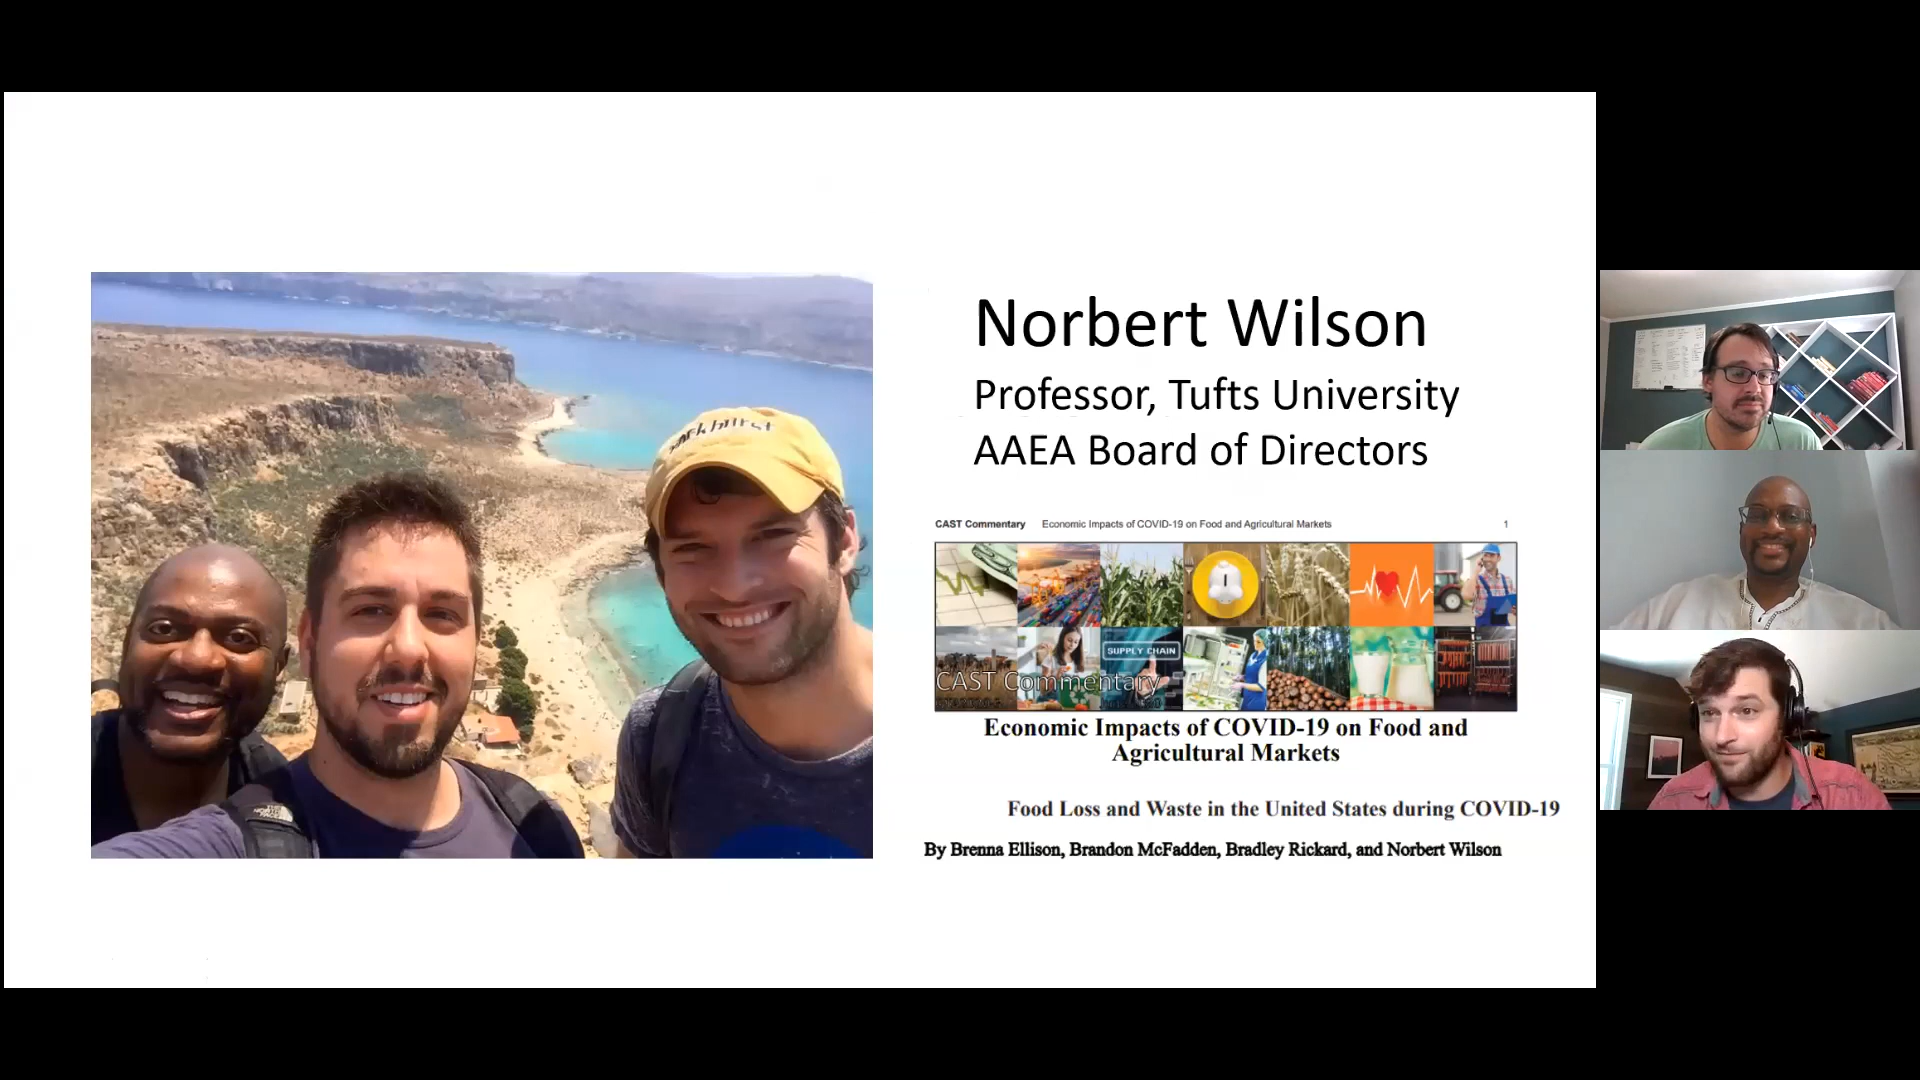 Norbert Wilson
Professor, Tufts University
AAEA Board of Directors
CAST Commentary Economic Impacts of COVID-19 on Food and Agricultural Markets 1
SUPPLY CHAIN
CAST Commentary
Economic Impacts of COVID-19 on Food and
Agricultural Markets
Food Loss and Waste in the United States during COVID-19
By Brenna Ellison, Brandon McFadden, Bradley Rickard, and Norbert Wilson